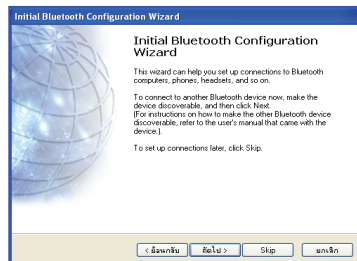 Initial Bluetooth Configuration Wizard
Initial Bluetooth Configuration
Wizard
This wizard can help you set up connections to Bluetooth
computers, phones, headsets, and so on.
To connect to another Bluetooth device now, make the
device discoverable, and then click Next.
(For instructions on how to make the other Bluetooth device
discoverable, refer to the user's manual that came with the
device.)
To set up connections later, click Skip.
< ย้อนกลับ ถัดไป > Skip ยกเลิก